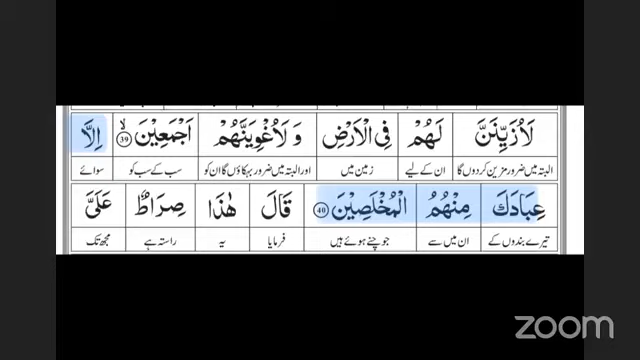 لَاُزَيِّنَنَّ لَهُمْ فِي الْاَرْضِ وَ لَاُغْوِيَنَّهُمْ اَجْمَعِيْنَ ۙ39 اِلَّا
البتہ میں ضرور مزین کردوں گا ان کے لیے زمین میں اور البتہ میں ضرور بہکاؤں گا ان کو سب کے سب کو سوائے
عِبَادَكَ مِنْهُمُ الْمُخْلَصِيْنَ 40 قَالَ هٰذَا صِرَاطٌ عَلَيَّ
تیرے بندوں کے ان میں سے جو چنے ہوئے ہیں فرمایا یہ راستہ ہے مجھ تک
zoom